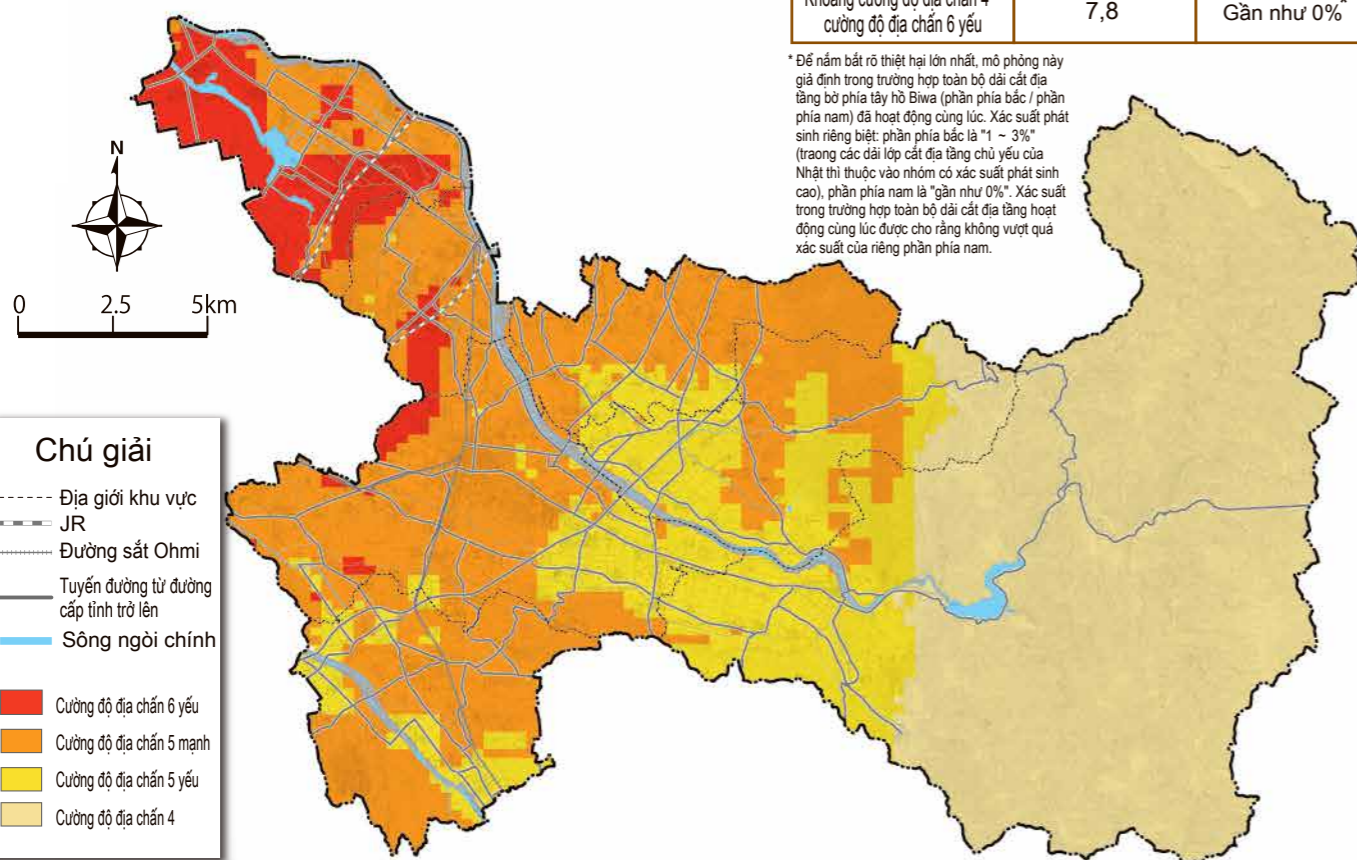 Khoảng cường độ địa chấn 4
cường độ địa chấn 6 yếu
7,8
Gần như 0%*
* Để nắm bắt rõ thiệt hại lớn nhất, mô phỏng này
giả định trong trường hợp toàn bộ dải cắt địa
tầng bờ phía tây hồ Biwa (phần phía bắc / phần
phía nam) đã hoạt động cùng lúc. Xác suất phát
sinh riêng biệt: phần phía bắc là "1 ~ 3%"
(traong các dải lớp cắt địa tầng chủ yếu của
Nhật thì thuộc vào nhóm có xác suất phát sinh
cao), phần phía nam là "gần như 0%". Xác suất
trong trường hợp toàn bộ dải cắt địa tầng hoạt
động cùng lúc được cho rằng không vượt quá
xác suất của riêng phần phía nam.
N
0 2.5 5km
Chú giải
Địa giới khu vực
JR
Đường sắt Ohmi
Tuyến đường từ đường
cấp tỉnh trở lên
Sông ngòi chính
Cường độ địa chấn 6 yếu
Cường độ địa chấn 5 mạnh
Cường độ địa chấn 5 yếu
Cường độ địa chấn 4